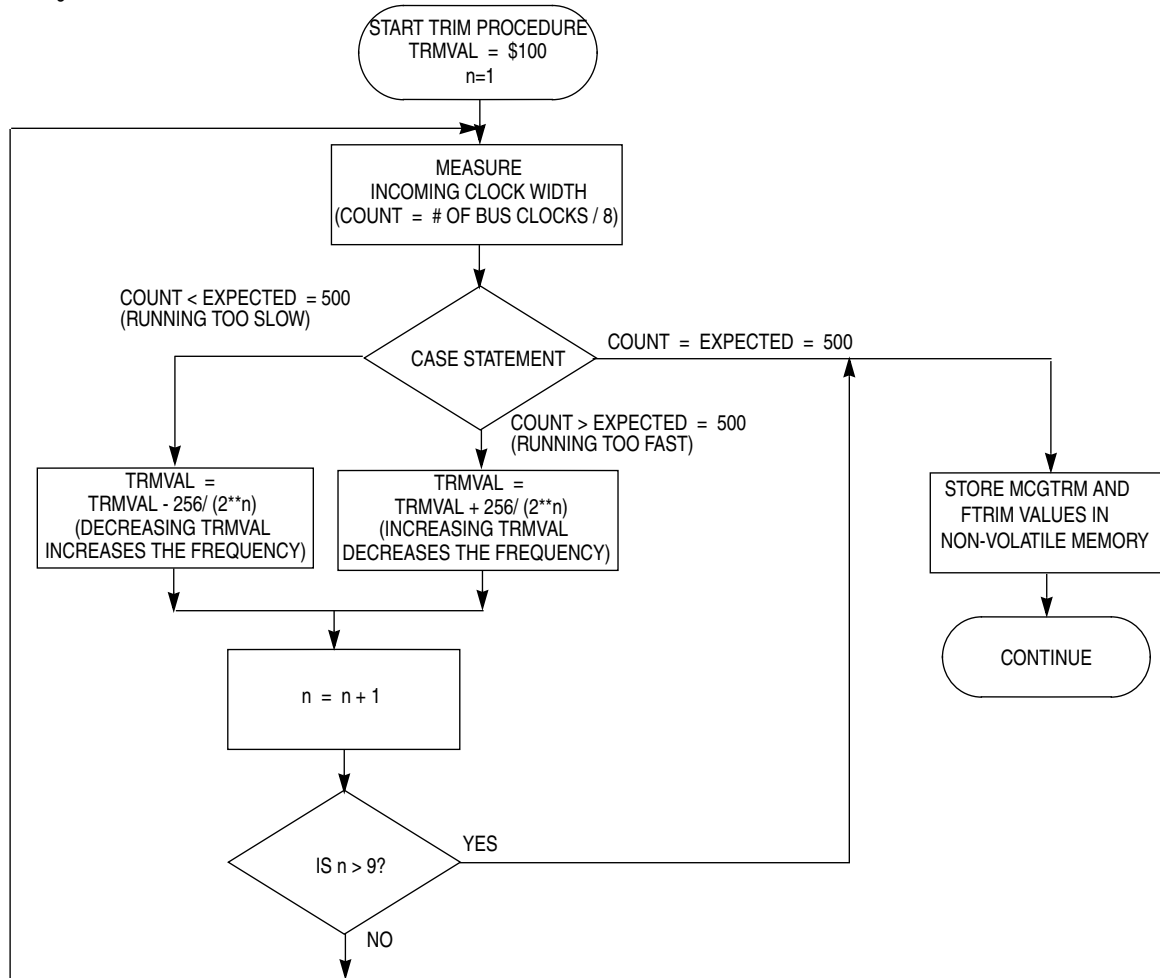 START TRIM PROCEDURE
TRMVAL = $100
n=1
MEASURE
INCOMING CLOCK WIDTH
(COUNT = # OF BUS CLOCKS / 8)
COUNT < EXPECTED = 500
(RUNNING TOO SLOW)
CASE STATEMENT
COUNT = EXPECTED = 500
COUNT > EXPECTED = 500
(RUNNING TOO FAST)
TRMVAL =
TRMVAL - 256/ (2**n)
(DECREASING TRMVAL
INCREASES THE FREQUENCY)
TRMVAL =
TRMVAL + 256/ (2**n)
(INCREASING TRMVAL
DECREASES THE FREQUENCY)
STORE MCGTRM AND
FTRIM VALUES IN
NON-VOLATILE MEMORY
CONTINUE
n = n + 1
IS n > 9?
YES
NO